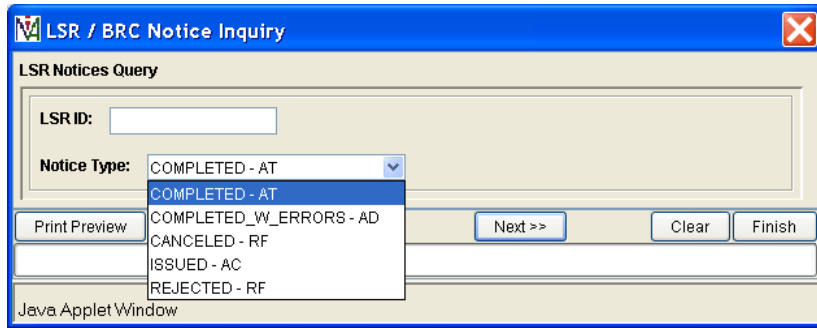 LSR / BRC Notice Inquiry
LSR Notices Query
LSR ID:
Notice Type: COMPLETED - AT
COMPLETED - AT
COMPLETED_W_ERRORS - AD
CANCELED - RF
ISSUED - AC
REJECTED - RF
Print Preview Next >> Clear Finish
Java Applet Window